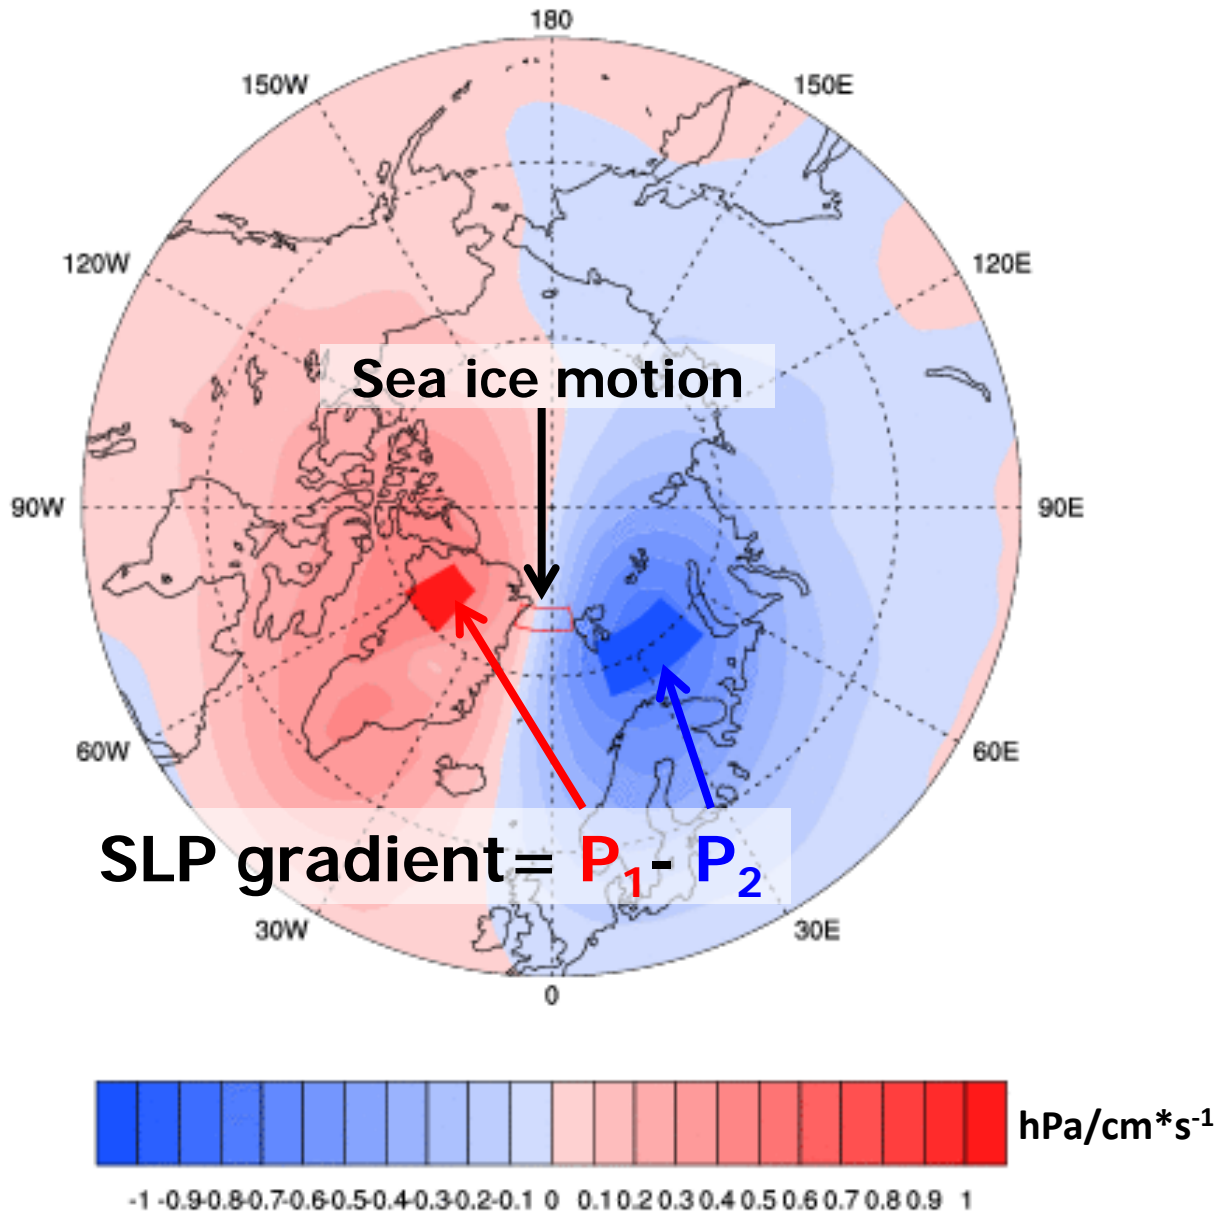 180
150W 150E
120W 120E
Sea ice motion
90W 90E
60W 60E
SLP gradient= P₁- P₂
30W 30E
0
hPa/cm*s⁻¹
-1 -0.9-0.8-0.7-0.6-0.5-0.4-0.3-0.2-0.1 0 0.1 0.2 0.3 0.4 0.5 0.6 0.7 0.8 0.9 1